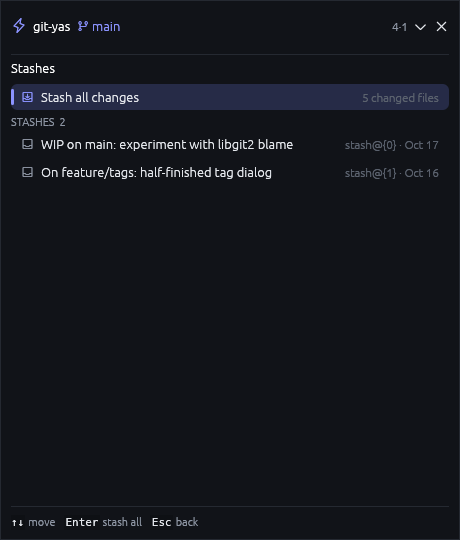 git-yas main 4·1
Stashes
Stash all changes 5 changed files
STASHES 2
WIP on main: experiment with libgit2 blame stash@{0} · Oct 17
On feature/tags: half-finished tag dialog stash@{1} · Oct 16
↑↓ move Enter stash all Esc back